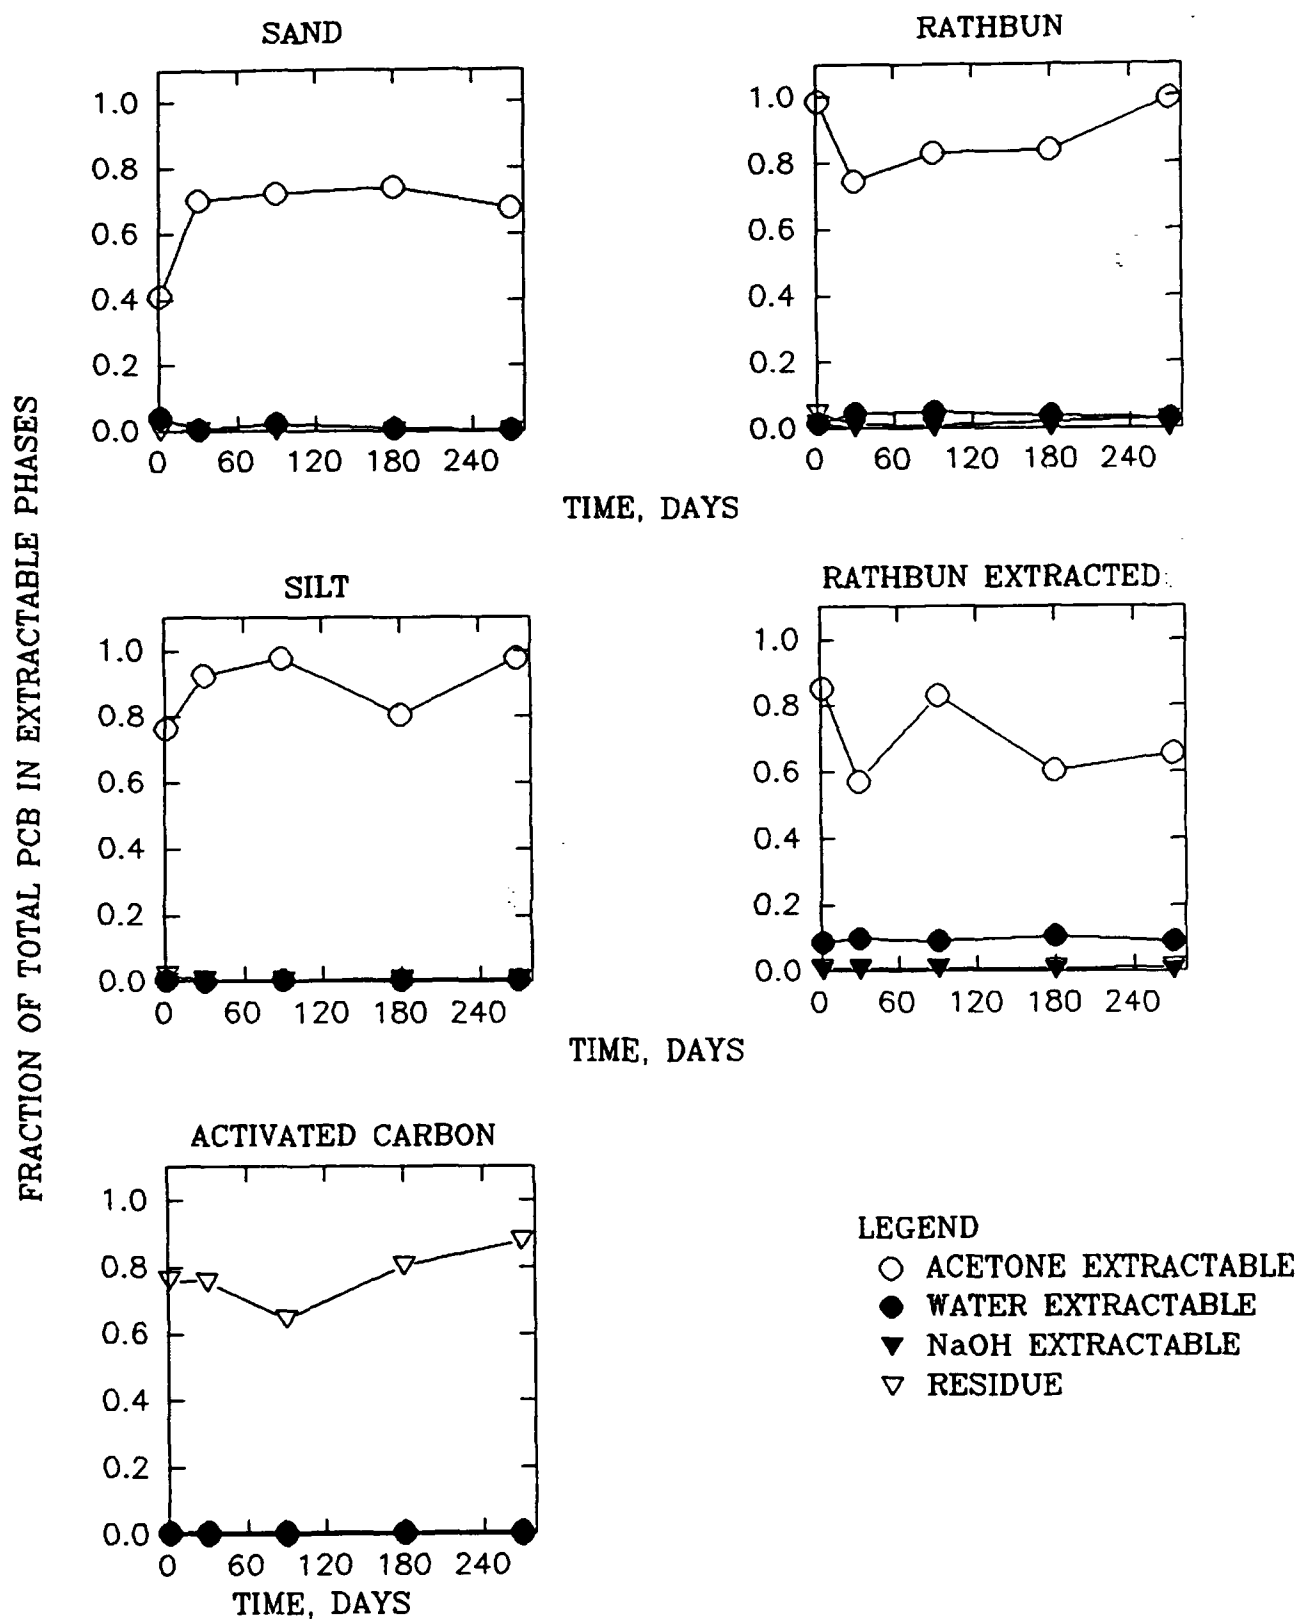 SAND
1.0
0.8
0.6
0.4
0.2
0.0
0 60 120 180 240
RATHBUN
1.0
0.8
0.6
0.4
0.2
0.0
0 60 120 180 240
TIME, DAYS
FRACTION OF TOTAL PCB IN EXTRACTABLE PHASES
SILT
1.0
0.8
0.6
0.4
0.2
0.0
0 60 120 180 240
RATHBUN EXTRACTED
1.0
0.8
0.6
0.4
0.2
0.0
0 60 120 180 240
TIME, DAYS
ACTIVATED CARBON
1.0
0.8
0.6
0.4
0.2
0.0
0 60 120 180 240
TIME, DAYS
LEGEND
ACETONE EXTRACTABLE
WATER EXTRACTABLE
NaOH EXTRACTABLE
RESIDUE